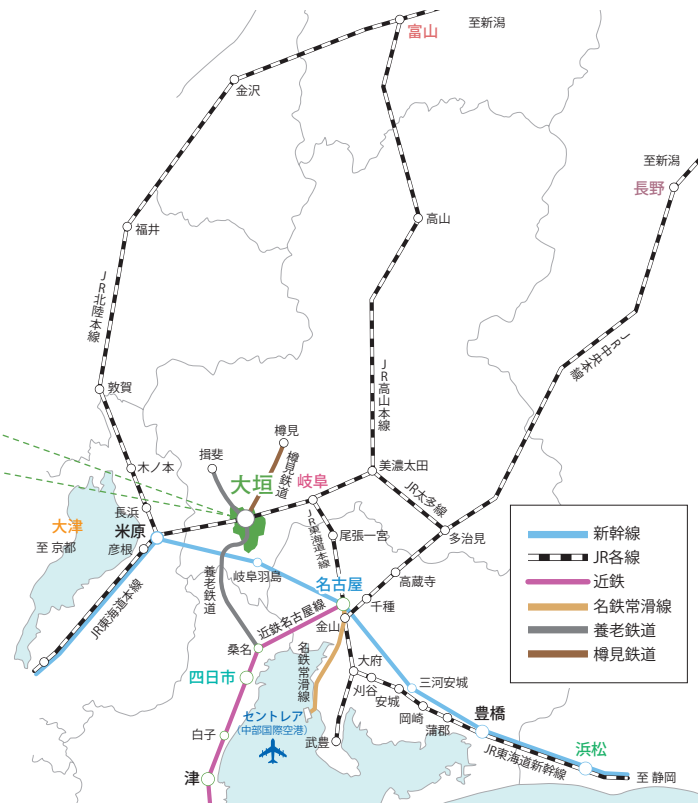 至新潟
富山
金沢
至新潟
長野
高山
福井
JR北陸本線
JR中央本線
JR高山本線
敦賀
樽見
揖斐
樽見鉄道
木ノ本
美濃太田
大垣
岐阜
JR太多線
長浜
大津
米原
至 京都
彦根
JR東海道本線
尾張一宮
多治見
新幹線
JR各線
近鉄
名鉄常滑線
養老鉄道
樽見鉄道
岐阜羽島
高蔵寺
養老鉄道
名古屋
千種
JR東海道本線
近鉄名古屋線
金山
桑名
名鉄常滑線
大府
四日市
刈谷
三河安城
安城
岡崎
セントレア
(中部国際空港)
蒲郡
豊橋
白子
武豊
浜松
JR東海道新幹線
津
至 静岡